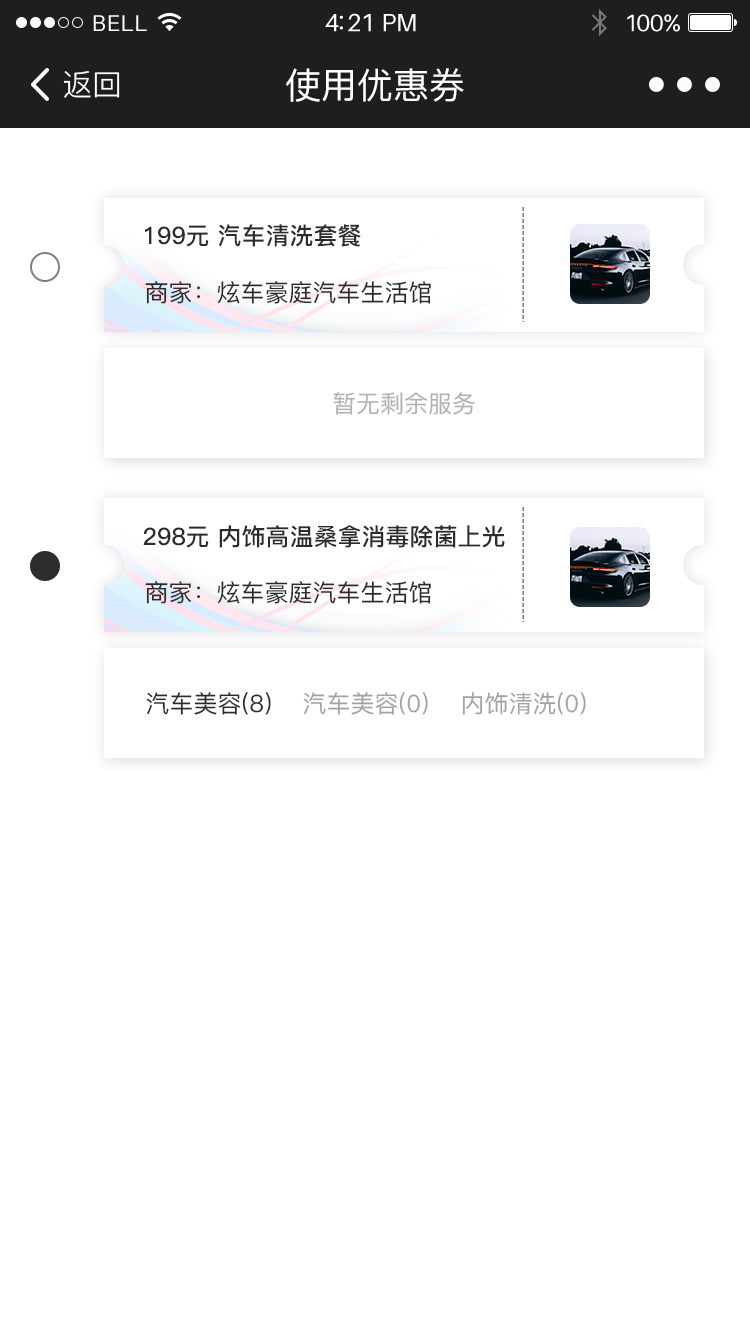 BELL 4:21 PM 100%
返回 使用优惠券
199元 汽车清洗套餐
商家：炫车豪庭汽车生活馆
暂无剩余服务
298元 内饰高温桑拿消毒除菌上光
商家：炫车豪庭汽车生活馆
汽车美容(8) 汽车美容(0) 内饰清洗(0)